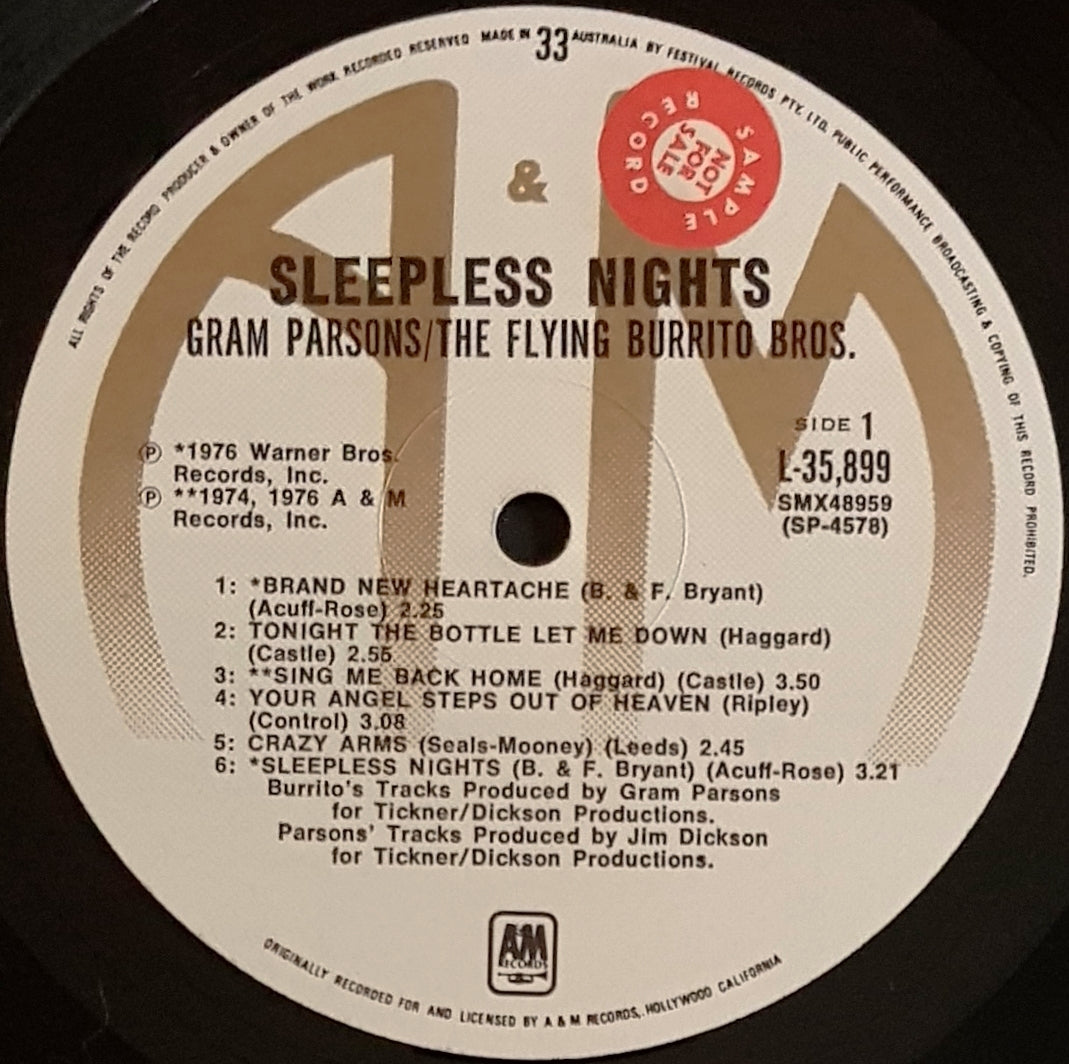 ALL RIGHTS OF THE RECORD PRODUCER & OWNER OF THE WORK RECORDED RESERVED MADE IN 33 AUSTRALIA BY FESTIVAL RECORDS PTY. LTD. PUBLIC PERFORMANCE BROADCASTING & COPYING OF THIS RECORD PROHIBITED.
A & M
SAMPLE RECORD
NOT
FOR
SALE
SLEEPLESS NIGHTS
GRAM PARSONS/THE FLYING BURRITO BROS.
Ⓟ *1976 Warner Bros.
Records, Inc.
Ⓟ **1974, 1976 A & M
Records, Inc.
SIDE 1
L-35,899
SMX48959
(SP-4578)
1: *BRAND NEW HEARTACHE (B. & F. Bryant)
(Acuff-Rose) 2.25
2: TONIGHT THE BOTTLE LET ME DOWN (Haggard)
(Castle) 2.55
3: **SING ME BACK HOME (Haggard) (Castle) 3.50
4: YOUR ANGEL STEPS OUT OF HEAVEN (Ripley)
(Control) 3.08
5: CRAZY ARMS (Seals-Mooney) (Leeds) 2.45
6: *SLEEPLESS NIGHTS (B. & F. Bryant) (Acuff-Rose) 3.21
Burrito's Tracks Produced by Gram Parsons
for Tickner/Dickson Productions.
Parsons' Tracks Produced by Jim Dickson
for Tickner/Dickson Productions.
A&M
RECORDS
ORIGINALLY RECORDED FOR AND LICENSED BY A & M RECORDS, HOLLYWOOD CALIFORNIA